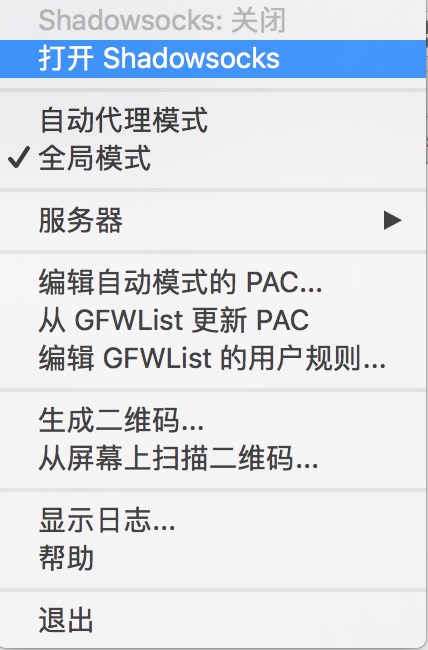 Shadowsocks: 关闭
打开 Shadowsocks
自动代理模式
全局模式
服务器
编辑自动模式的 PAC...
从 GFWList 更新 PAC
编辑 GFWList 的用户规则...
生成二维码...
从屏幕上扫描二维码...
显示日志...
帮助
退出